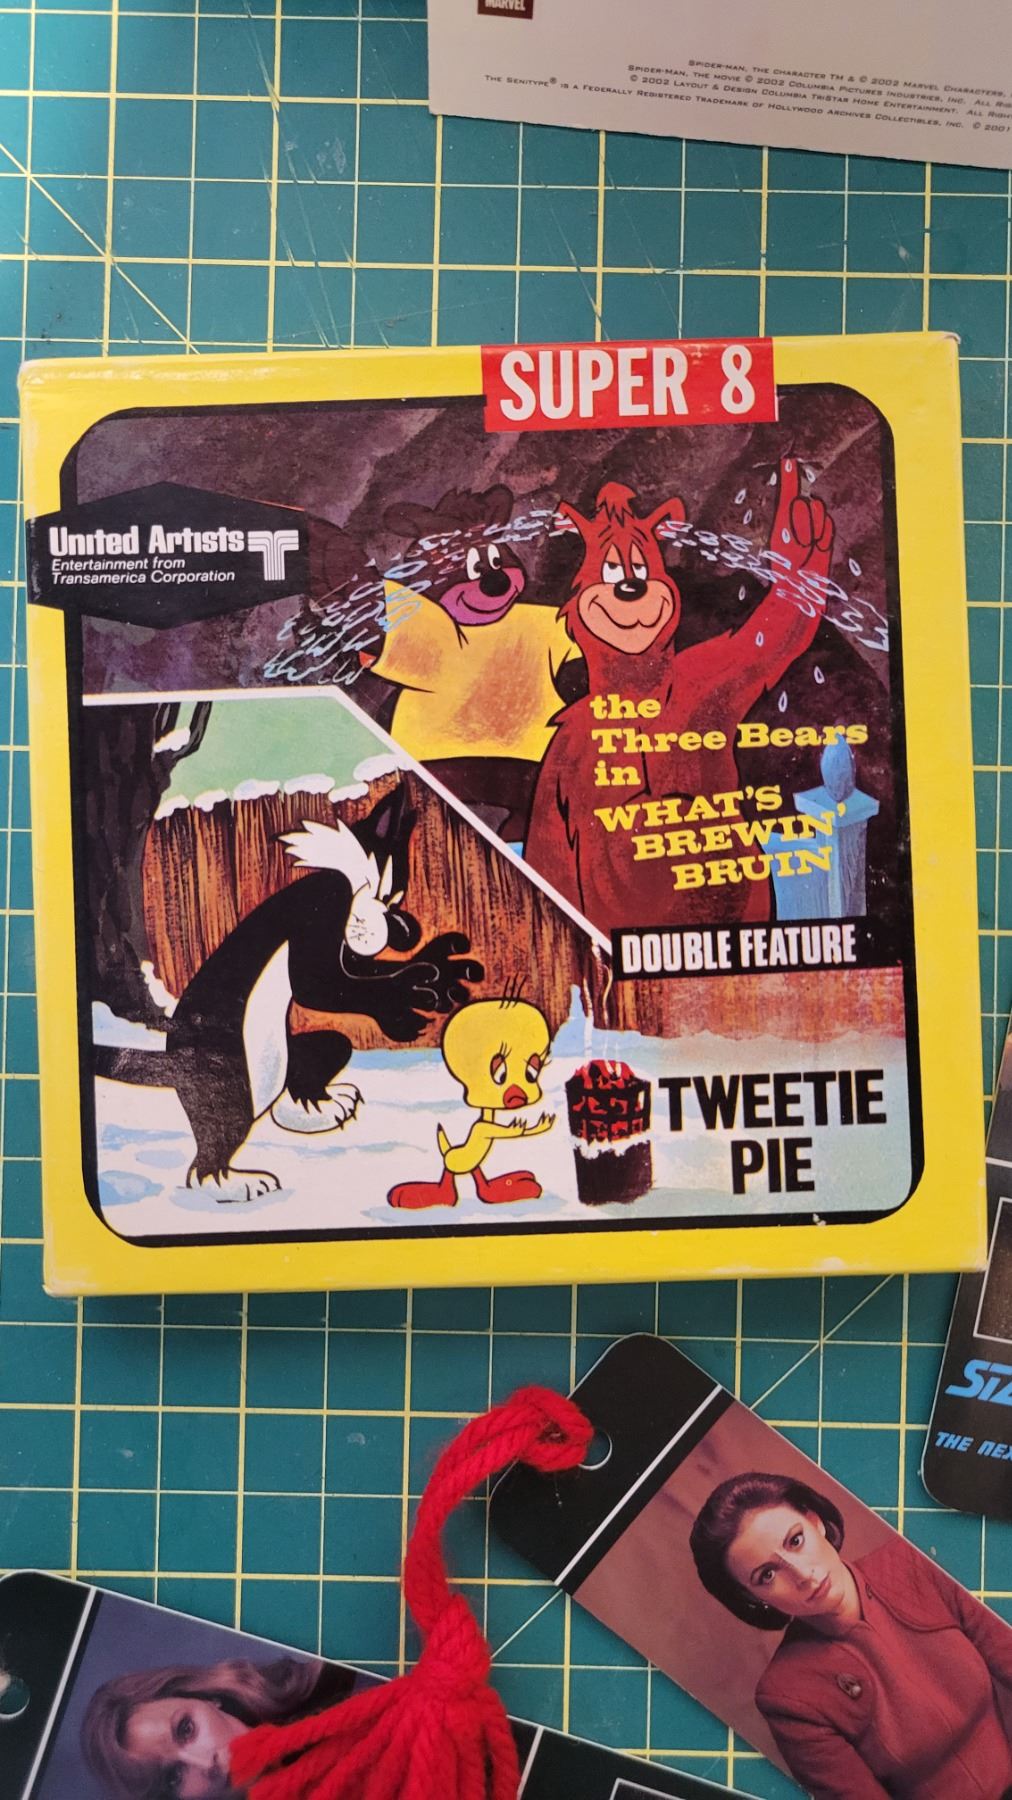 MARVEL
SPIDER-MAN, THE CHARACTER TM & © 2002 MARVEL CHARACTERS,
SPIDER-MAN, THE MOVIE © 2002 COLUMBIA PICTURES INDUSTRIES, INC. ALL
© 2002 LAYOUT & DESIGN COLUMBIA TRISTAR HOME ENTERTAINMENT. ALL
THE SENITYPE® IS A FEDERALLY REGISTERED TRADEMARK OF HOLLYWOOD ARCHIVES COLLECTIBLES, INC. © 2001
SUPER 8
United Artists
Entertainment from
Transamerica Corporation
the
Three Bears
in
WHAT'S
BREWIN'
BRUIN
DOUBLE FEATURE
TWEETIE
PIE
THE